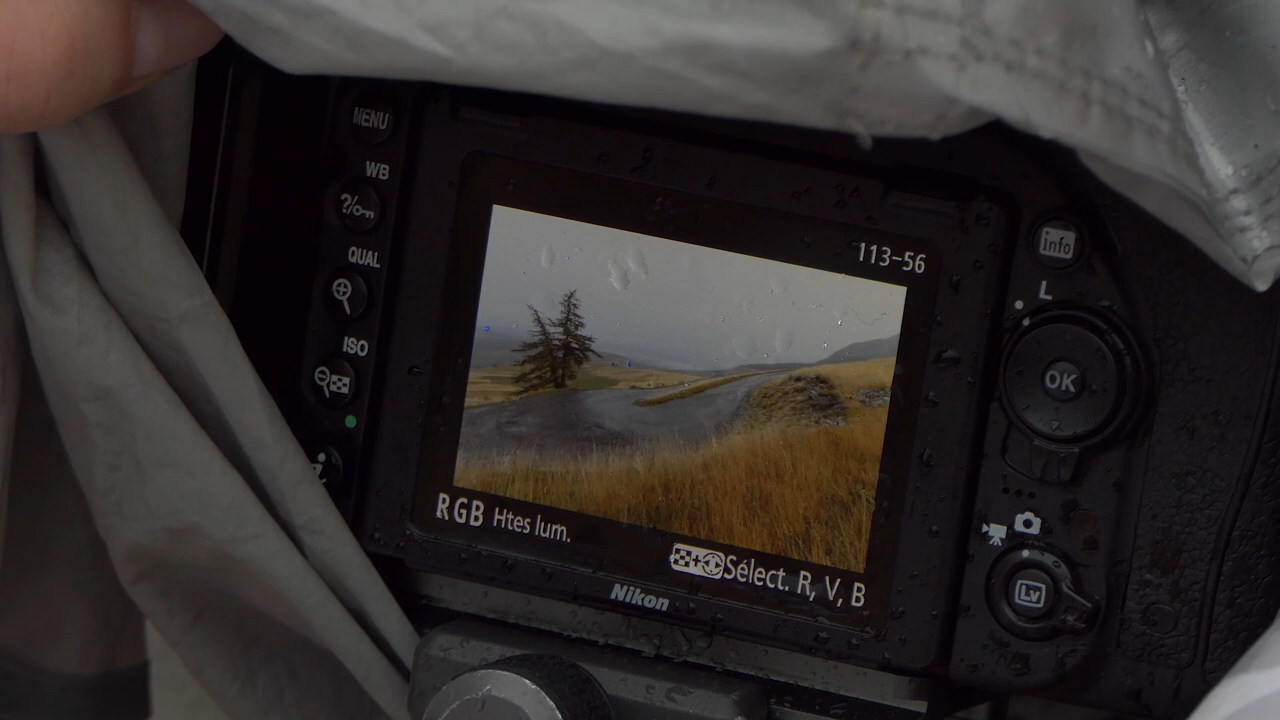 MENU
WB
QUAL
ISO
113-56
RGB Htes lum.
Sélect. R, V, B
Nikon
info
L
OK
Lv